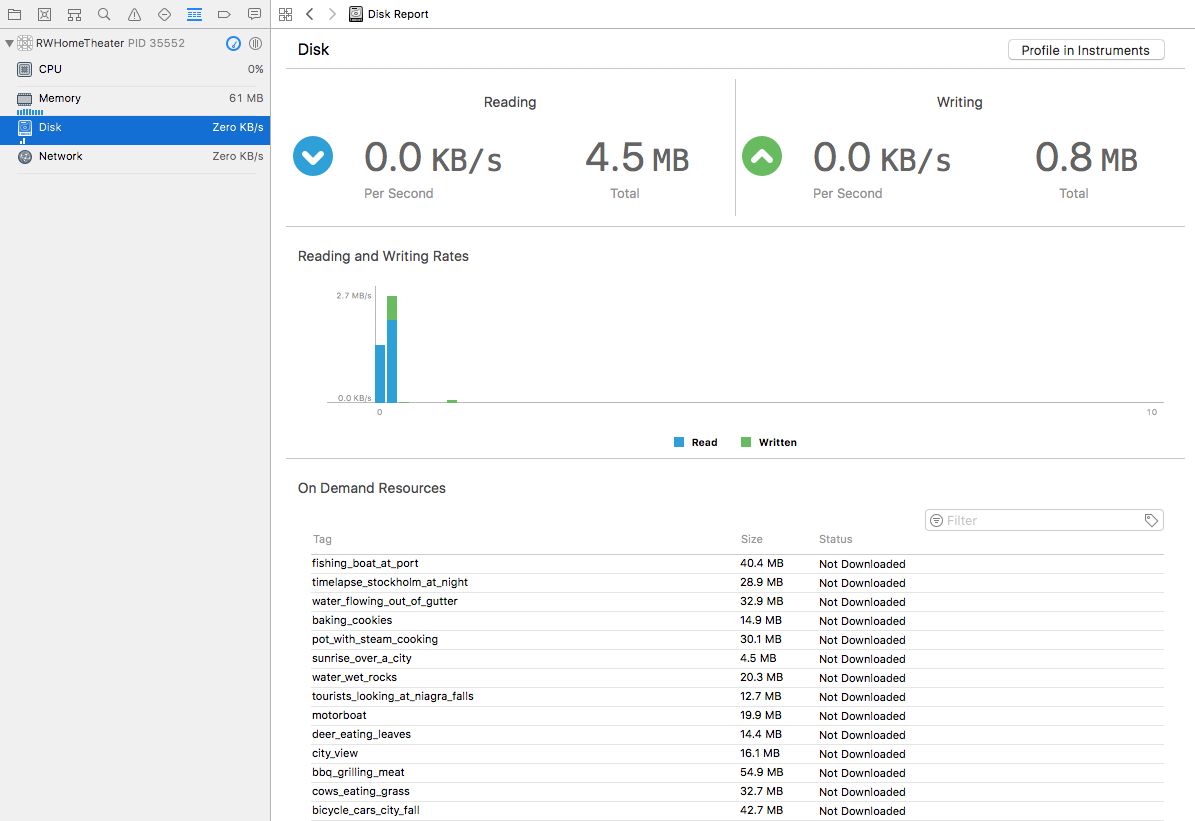 Disk Report
RWHomeTheater PID 35552
CPU 0%
Memory 61 MB
Disk Zero KB/s
Network Zero KB/s
Disk Profile in Instruments
Reading Writing
0.0 KB/s 4.5 MB 0.0 KB/s 0.8 MB
Per Second Total Per Second Total
Reading and Writing Rates
2.7 MB/s
0.0 KB/s
0 10
Read Written
On Demand Resources
Filter
Tag Size Status
fishing_boat_at_port 40.4 MB Not Downloaded
timelapse_stockholm_at_night 28.9 MB Not Downloaded
water_flowing_out_of_gutter 32.9 MB Not Downloaded
baking_cookies 14.9 MB Not Downloaded
pot_with_steam_cooking 30.1 MB Not Downloaded
sunrise_over_a_city 4.5 MB Not Downloaded
water_wet_rocks 20.3 MB Not Downloaded
tourists_looking_at_niagra_falls 12.7 MB Not Downloaded
motorboat 19.9 MB Not Downloaded
deer_eating_leaves 14.4 MB Not Downloaded
city_view 16.1 MB Not Downloaded
bbq_grilling_meat 54.9 MB Not Downloaded
cows_eating_grass 32.7 MB Not Downloaded
bicycle_cars_city_fall 42.7 MB Not Downloaded